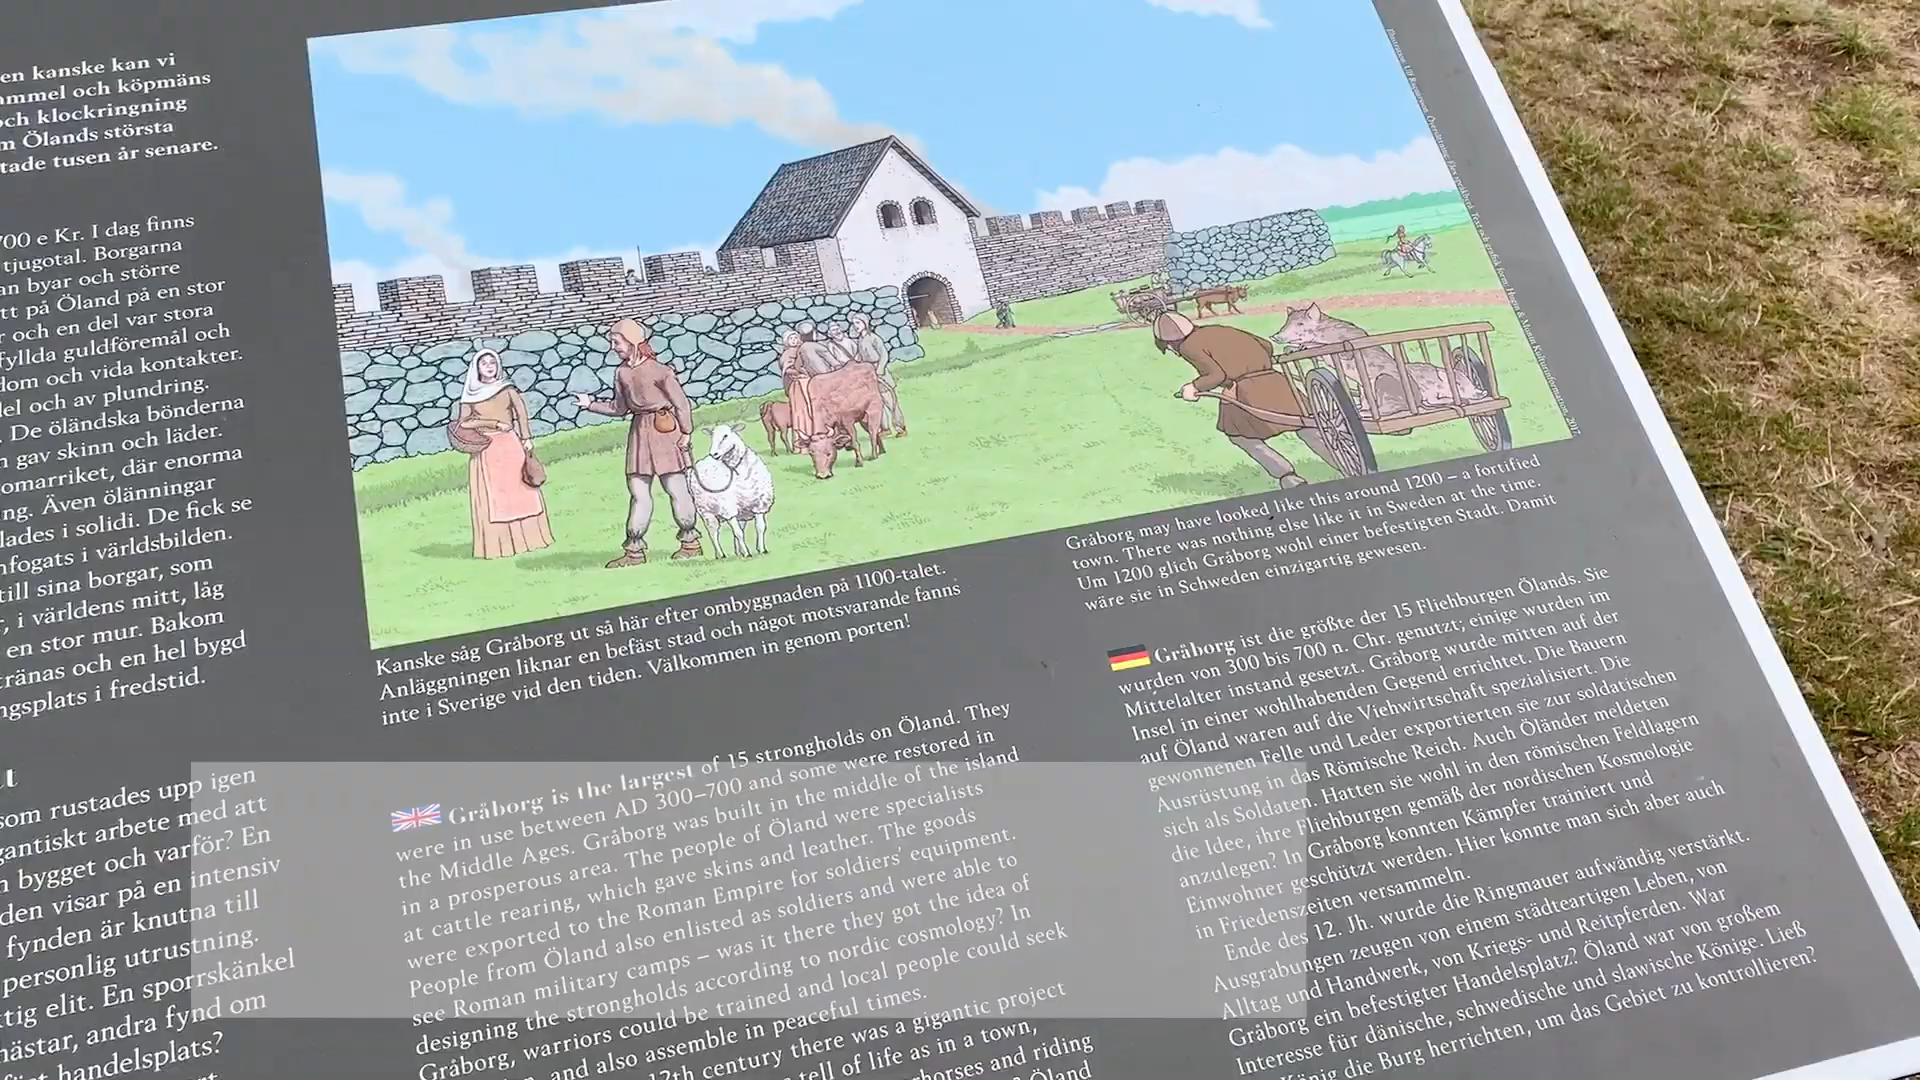 en kanske kan vi
mmel och köpmäns
och klockringning
m Ölands största
tade tusen år senare.
700 e Kr. I dag finns
tjugotal. Borgarna
an byar och större
tt på Öland på en stor
r och en del var stora
fyllda guldföremål och
dom och vida kontakter.
del och av plundring.
. De öländska bönderna
n gav skinn och läder.
omarriket, där enorma
ng. Även ölänningar
lades i solidi. De fick se
nfogats i världsbilden.
till sina borgar, som
, i världens mitt, låg
en stor mur. Bakom
tränas och en hel bygd
ngsplats i fredstid.
som rustades upp igen
gantiskt arbete med att
n bygget och varför? En
den visar på en intensiv
fynden är knutna till
personlig utrustning.
tig elit. En sporrskänkel
hästar, andra fynd om
handelsplats?
Kanske såg Gråborg ut så här efter ombyggnaden på 1100-talet.
Anläggningen liknar en befäst stad och något motsvarande fanns
inte i Sverige vid den tiden. Välkommen in genom porten!
Gråborg is the largest of 15 strongholds on Öland. They
were in use between AD 300–700 and some were restored in
the Middle Ages. Gråborg was built in the middle of the island
in a prosperous area. The people of Öland were specialists
at cattle rearing, which gave skins and leather. The goods
were exported to the Roman Empire for soldiers' equipment.
People from Öland also enlisted as soldiers and were able to
see Roman military camps – was it there they got the idea of
designing the strongholds according to nordic cosmology? In
Gråborg, warriors could be trained and local people could seek
and also assemble in peaceful times.
12th century there was a gigantic project
tell of life as in a town,
horses and riding
Öland
Gråborg may have looked like this around 1200 – a fortified
town. There was nothing else like it in Sweden at the time.
Um 1200 glich Gråborg wohl einer befestigten Stadt. Damit
wäre sie in Schweden einzigartig gewesen.
Gråborg ist die größte der 15 Fliehburgen Ölands. Sie
wurden von 300 bis 700 n. Chr. genutzt; einige wurden im
Mittelalter instand gesetzt. Gråborg wurde mitten auf der
Insel in einer wohlhabenden Gegend errichtet. Die Bauern
auf Öland waren auf die Viehwirtschaft spezialisiert. Die
gewonnenen Felle und Leder exportierten sie zur soldatischen
Ausrüstung in das Römische Reich. Auch Öländer meldeten
sich als Soldaten. Hatten sie wohl in den römischen Feldlagern
die Idee, ihre Fliehburgen gemäß der nordischen Kosmologie
anzulegen? In Gråborg konnten Kämpfer trainiert und
Einwohner geschützt werden. Hier konnte man sich aber auch
in Friedenszeiten versammeln.
Ende des 12. Jh. wurde die Ringmauer aufwändig verstärkt.
Ausgrabungen zeugen von einem städteartigen Leben, von
Alltag und Handwerk, von Kriegs- und Reitpferden. War
Gråborg ein befestigter Handelsplatz? Öland war von großem
Interesse für dänische, schwedische und slawische Könige. Ließ
König die Burg herrichten, um das Gebiet zu kontrollieren?